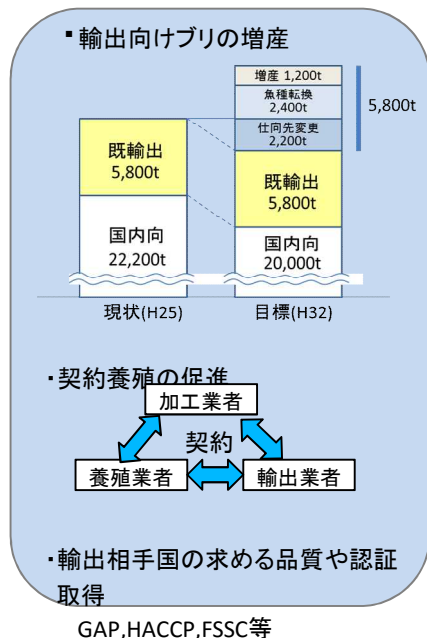 ▪輸出向けブリの増産
増産 1,200t
魚種転換
2,400t
仕向先変更
2,200t
5,800t
既輸出
5,800t
既輸出
5,800t
国内向
22,200t
国内向
20,000t
現状(H25)
目標(H32)
・契約養殖の促進
加工業者
契約
養殖業者
輸出業者
・輸出相手国の求める品質や認証
取得
GAP,HACCP,FSSC等